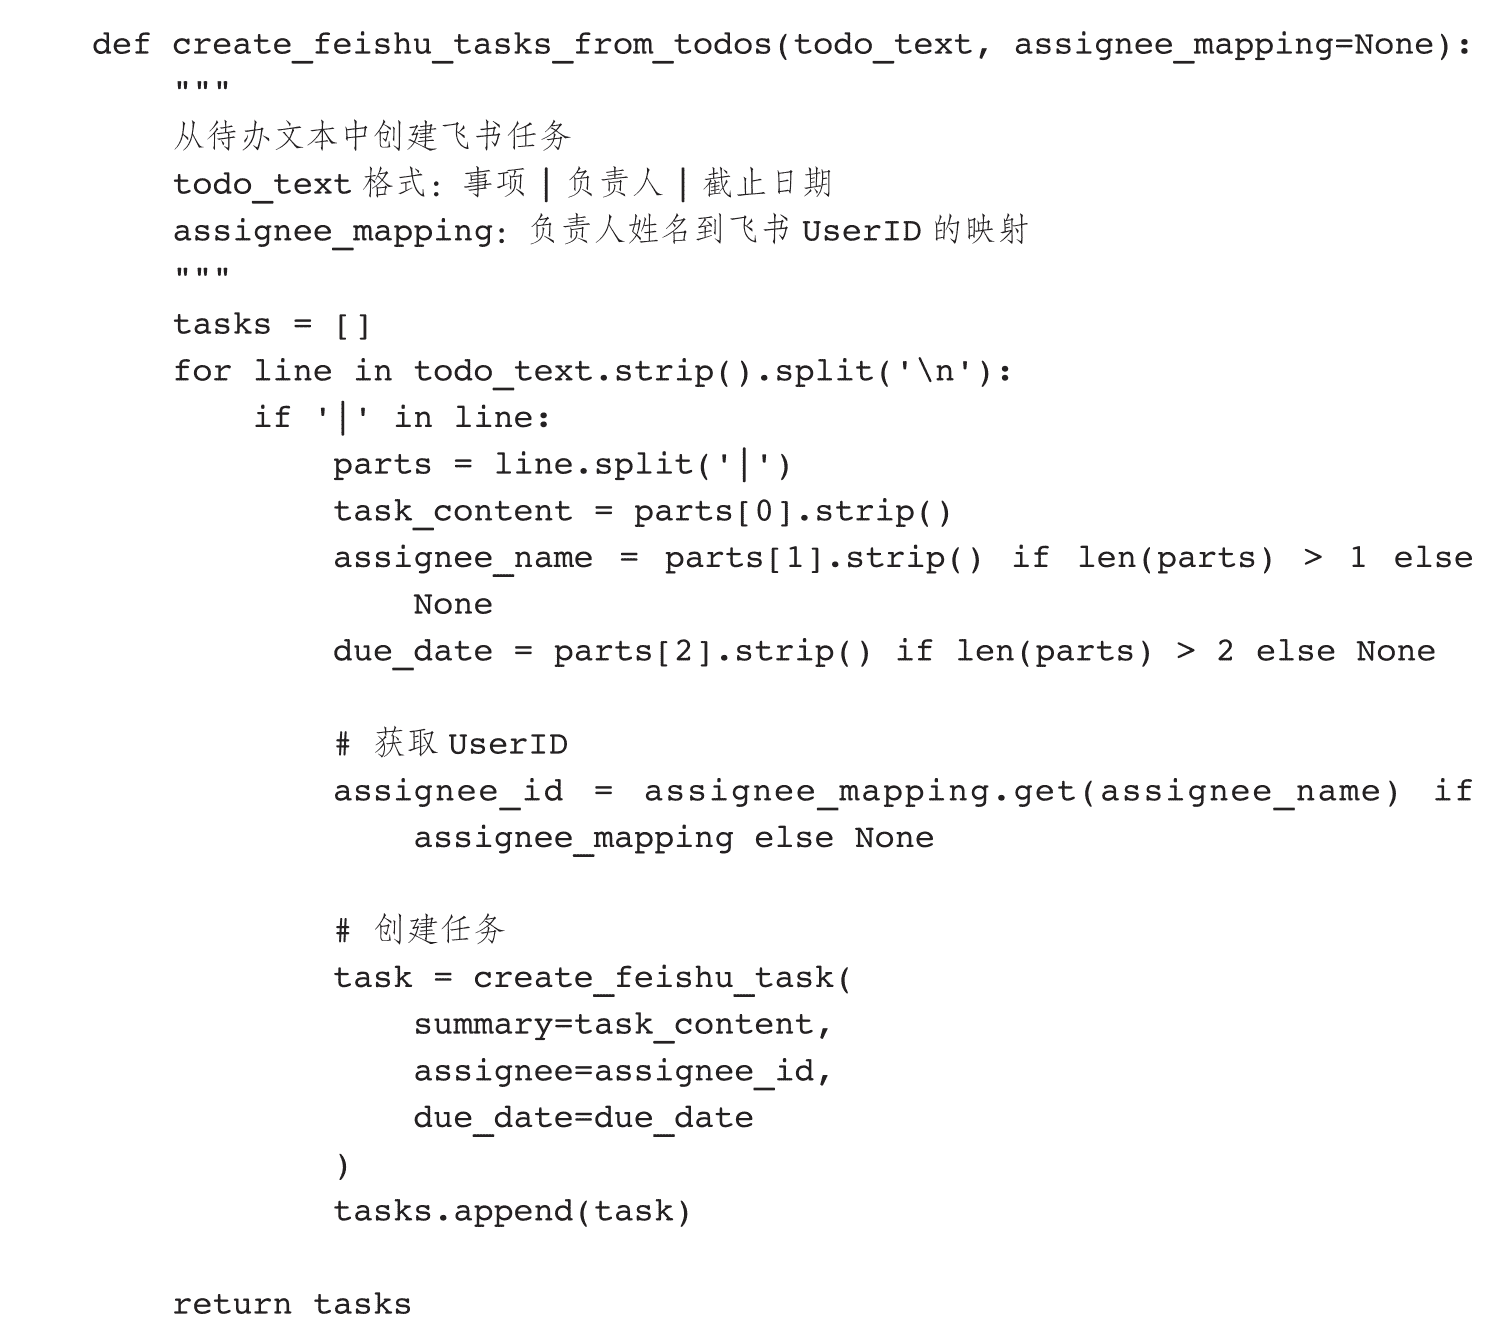 def create_feishu_tasks_from_todos(todo_text, assignee_mapping=None):
    """
    从待办文本中创建飞书任务
    todo_text 格式：事项 | 负责人 | 截止日期
    assignee_mapping：负责人姓名到飞书 UserID 的映射
    """
    tasks = []
    for line in todo_text.strip().split('\n'):
        if '|' in line:
            parts = line.split('|')
            task_content = parts[0].strip()
            assignee_name = parts[1].strip() if len(parts) > 1 else
                None
            due_date = parts[2].strip() if len(parts) > 2 else None

            # 获取 UserID
            assignee_id = assignee_mapping.get(assignee_name) if
                assignee_mapping else None

            # 创建任务
            task = create_feishu_task(
                summary=task_content,
                assignee=assignee_id,
                due_date=due_date
            )
            tasks.append(task)

    return tasks